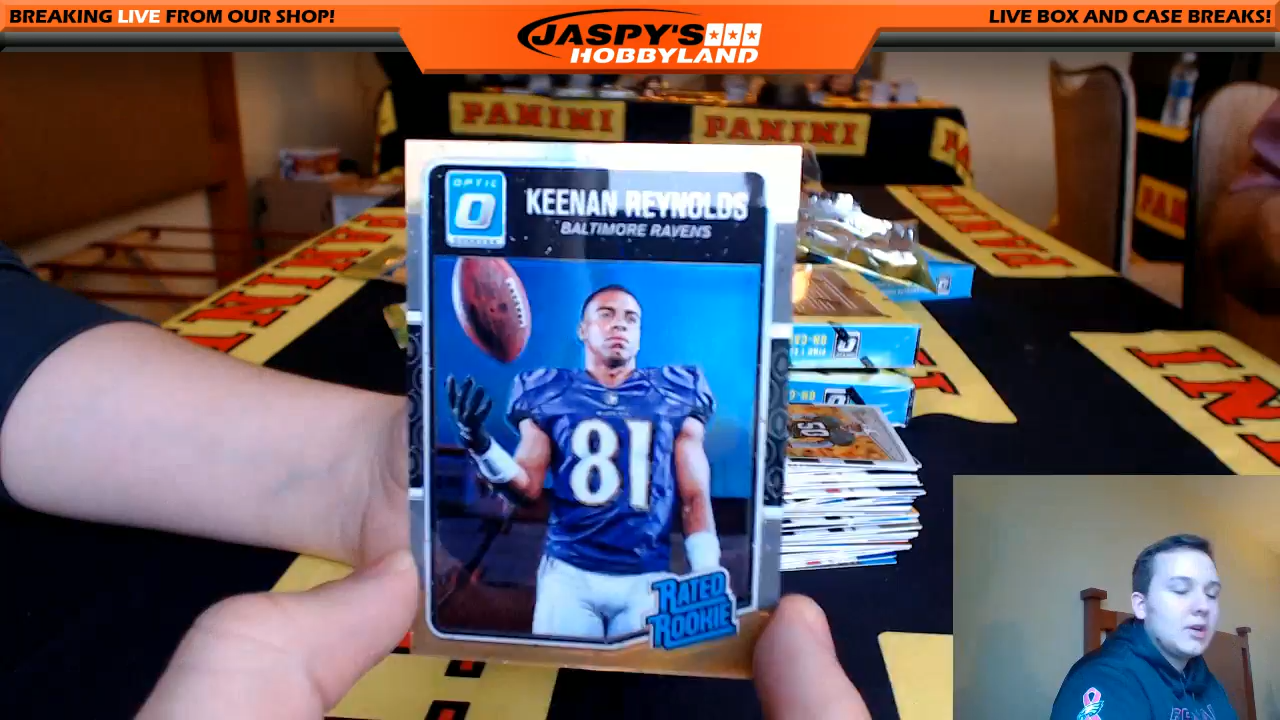 BREAKING LIVE FROM OUR SHOP!
JASPY'S
HOBBYLAND
LIVE BOX AND CASE BREAKS!
PANINI PANINI
OPTIC
KEENAN REYNOLDS
BALTIMORE RAVENS
81
RATED
ROOKIE